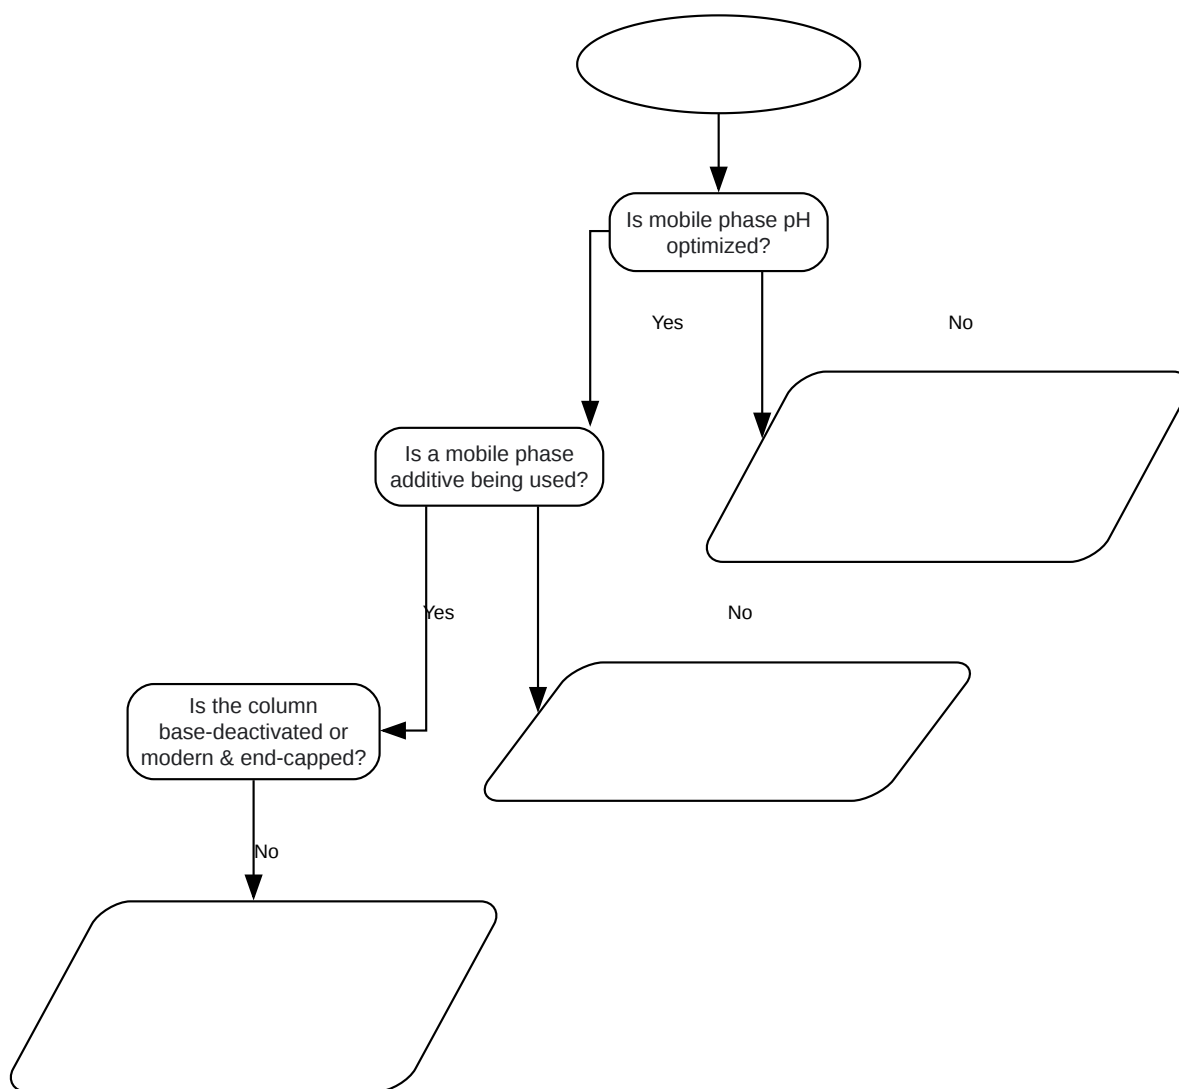 Is mobile phase pH
optimized?
Yes
No
Is a mobile phase
additive being used?
Yes
No
Is the column
base-deactivated or
modern & end-capped?
No